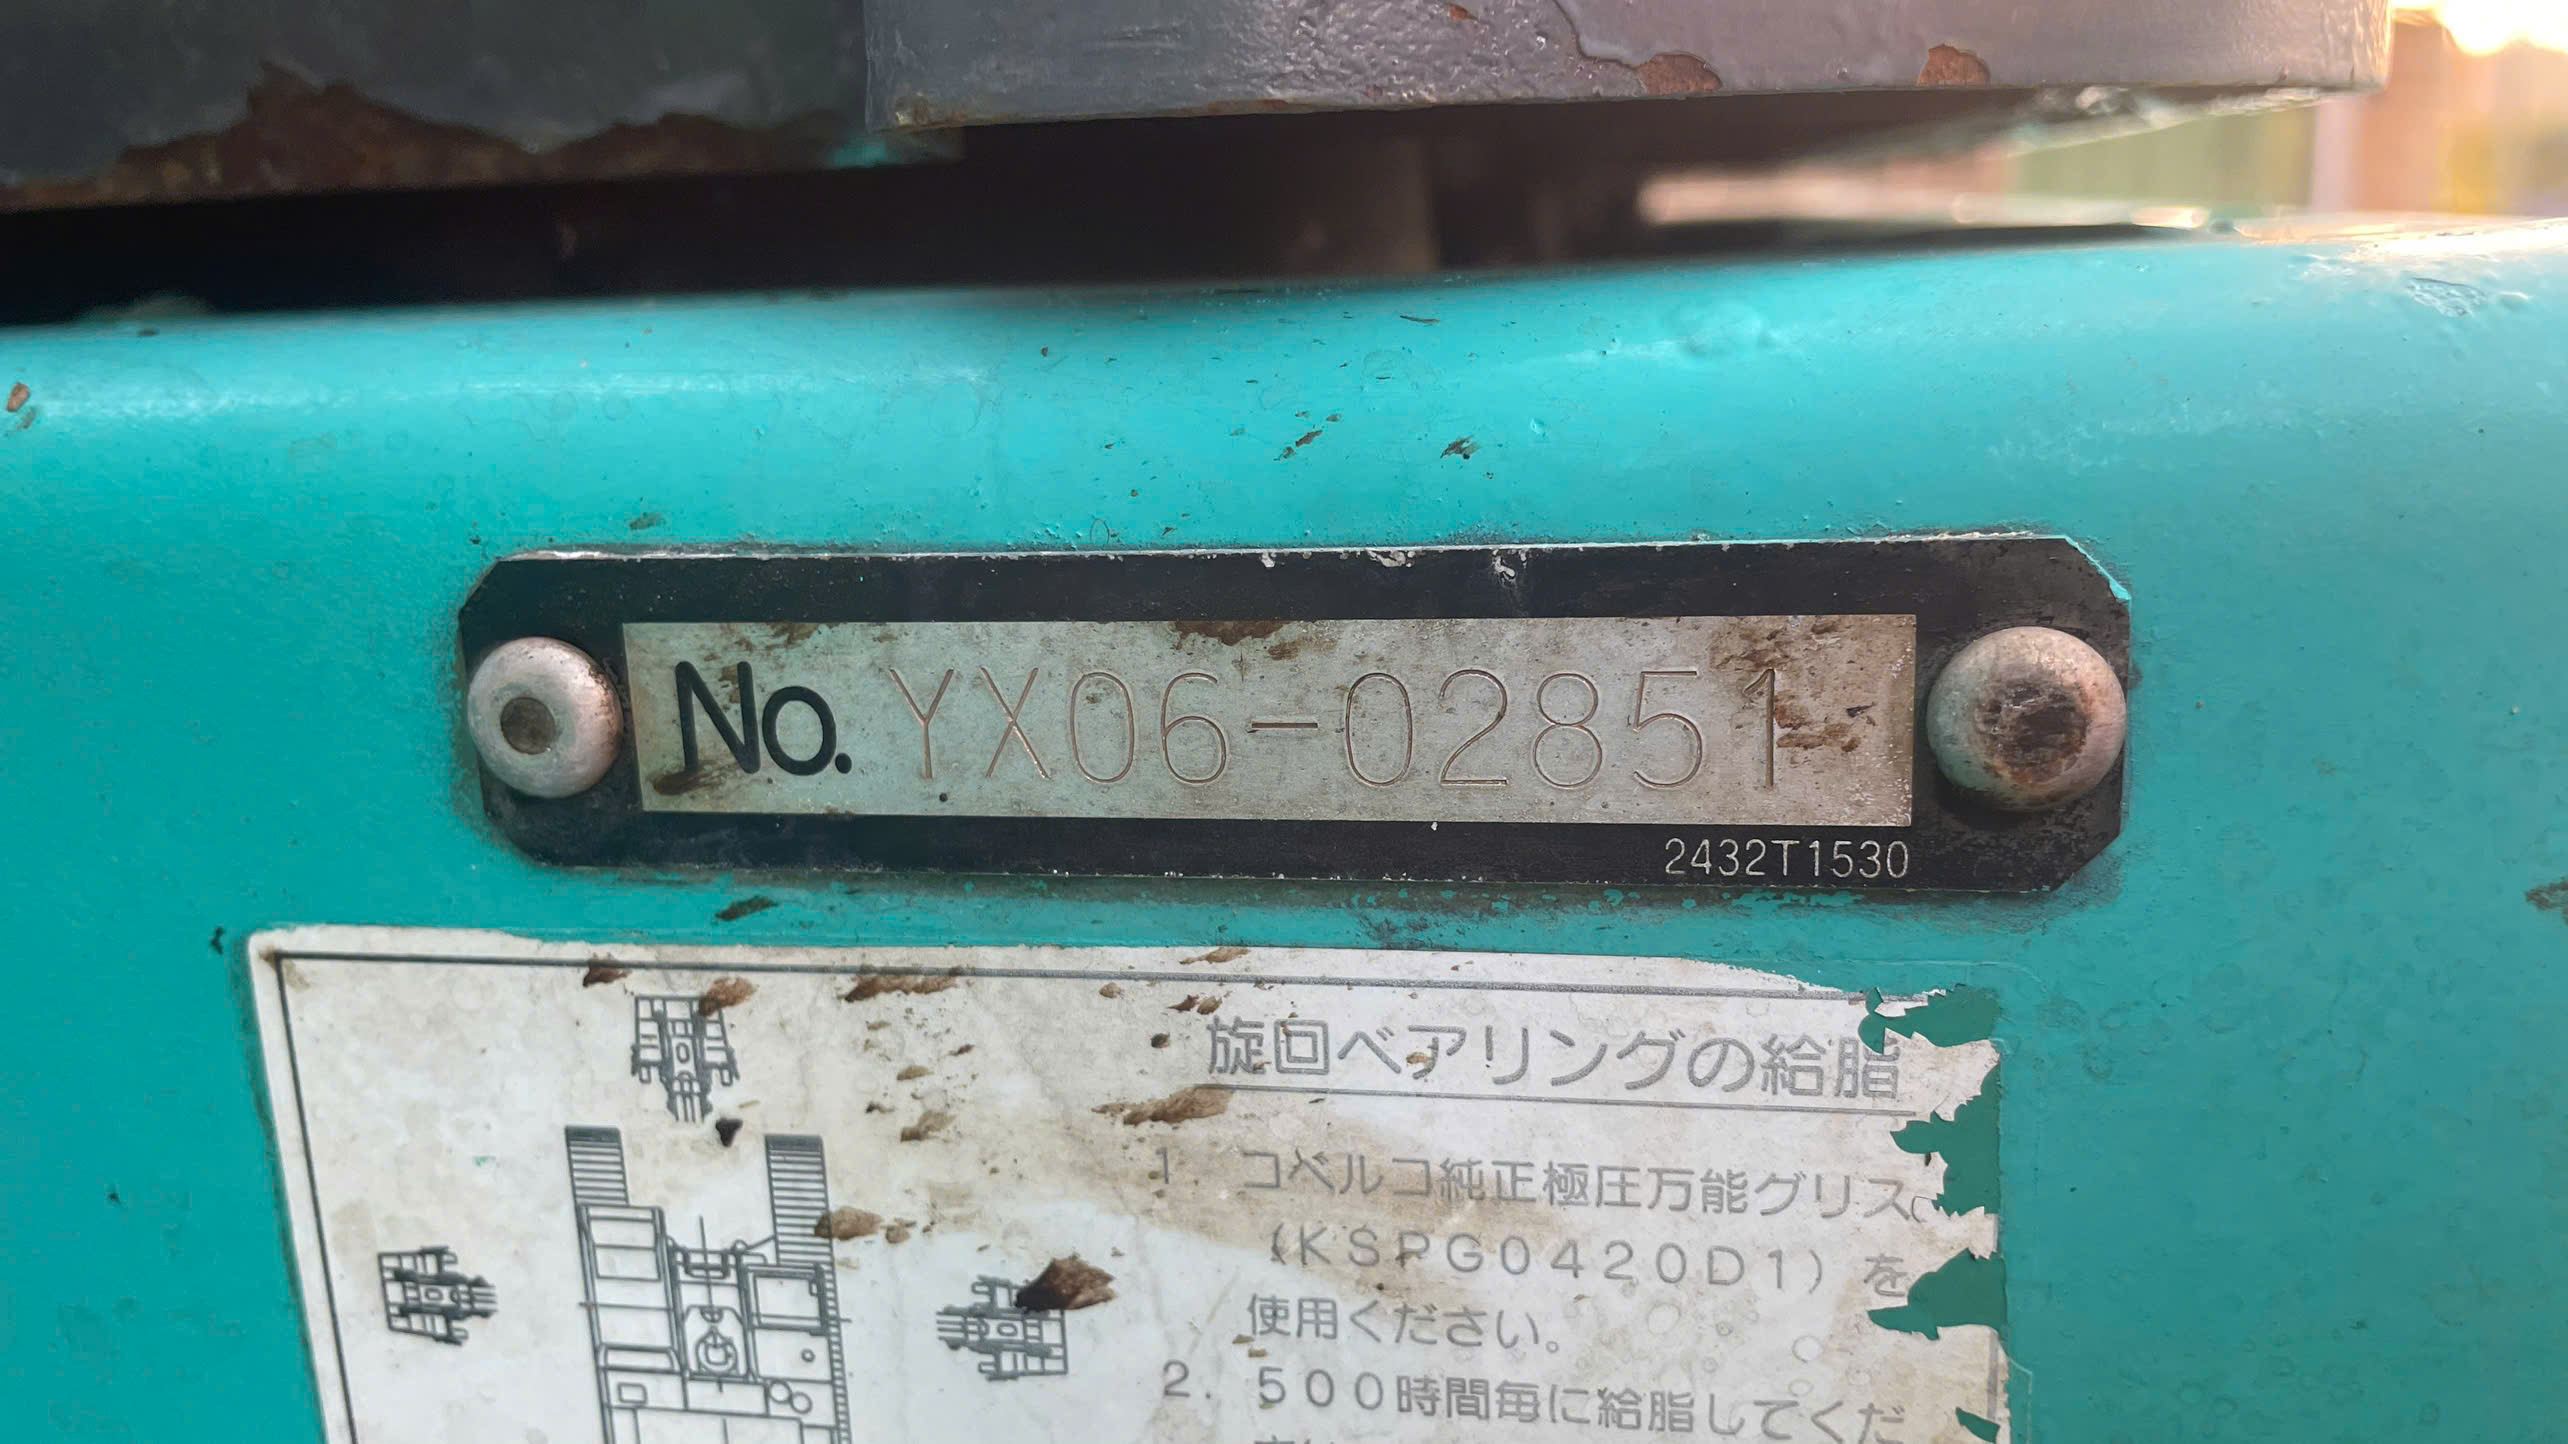 No. YX06-02851
2432T1530
旋回ベアリングの給脂
1 コベルコ純正極圧万能グリス
(KSPG0420D1)を
使用ください。
2. 500時間毎に給脂してくだ